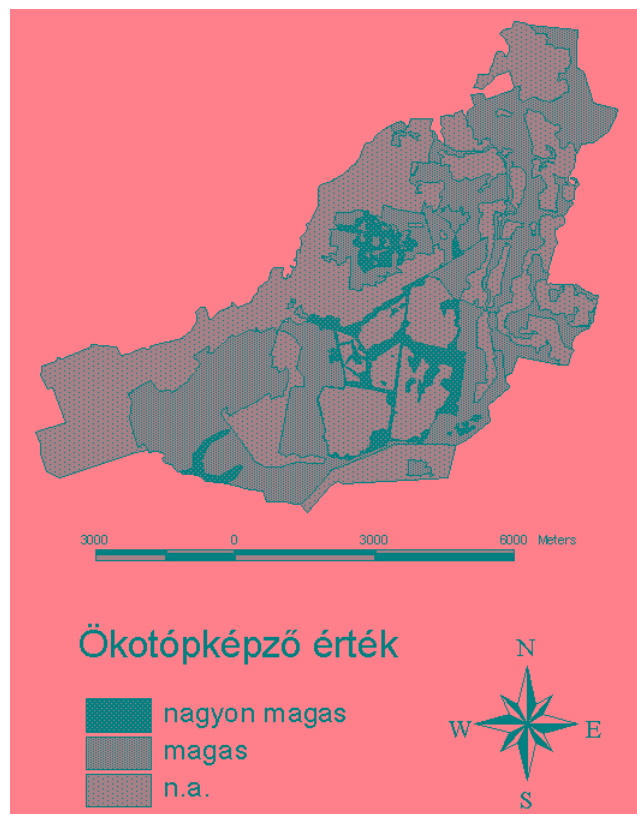 3000 0 3000 6000 Meters
Ökotópképző érték
nagyon magas
magas
n.a.
N
W E
S